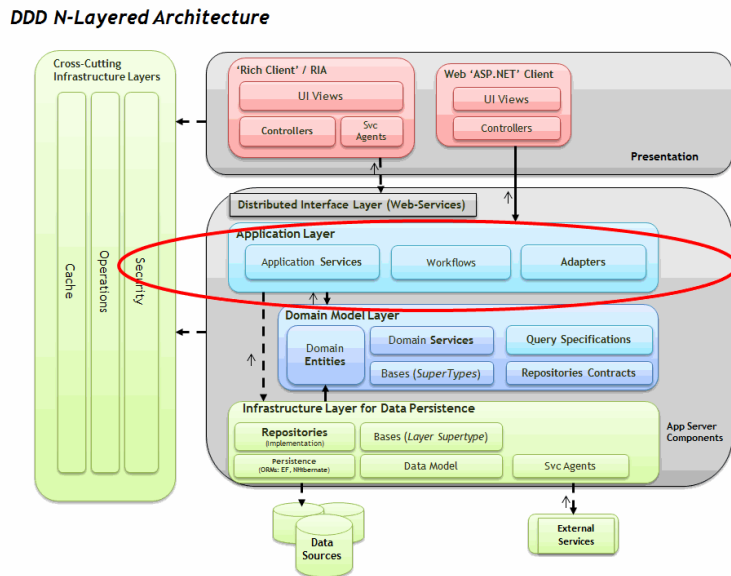 DDD N-Layered Architecture
Cross-Cutting
Infrastructure Layers
Cache
Operations
Security
'Rich Client' / RIA
UI Views
Controllers
Svc
Agents
Web 'ASP.NET' Client
UI Views
Controllers
Presentation
Distributed Interface Layer (Web-Services)
Application Layer
Application Services
Workflows
Adapters
Domain Model Layer
Domain
Entities
Domain Services
Query Specifications
Bases (SuperTypes)
Repositories Contracts
Infrastructure Layer for Data Persistence
Repositories
(Implementation)
Bases (Layer Supertype)
Persistence
(ORMs: EF, NHibernate)
Data Model
Svc Agents
App Server
Components
Data
Sources
External
Services